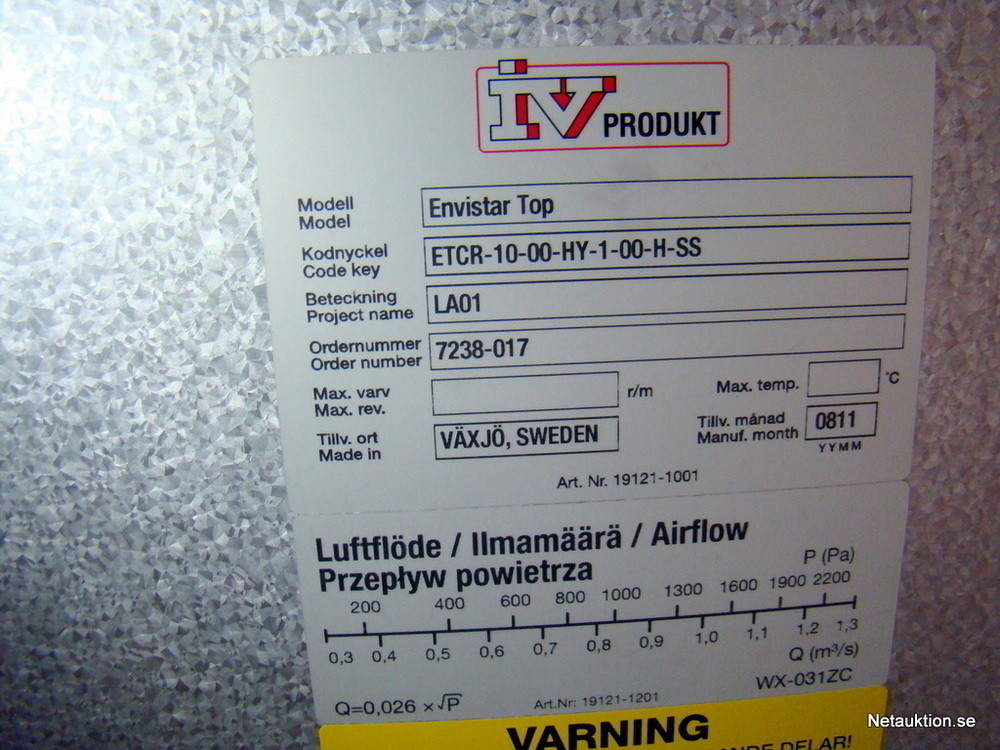 IV PRODUKT
Modell
Model
Envistar Top
Kodnyckel
Code key
ETCR-10-00-HY-1-00-H-SS
Beteckning
Project name
LA01
Ordernummer
Order number
7238-017
Max. varv
Max. rev.
r/m
Max. temp.
°C
Tillv. ort
Made in
VÄXJÖ, SWEDEN
Tillv. månad
Manuf. month
0811
YYMM
Art. Nr. 19121-1001
Luftflöde / Ilmamäärä / Airflow
Przepływ powietrza
P (Pa)
200 400 600 800 1000 1300 1600 1900 2200
0,3 0,4 0,5 0,6 0,7 0,8 0,9 1,0 1,1 1,2 1,3
Q (m³/s)
Q=0,026 ×√P
Art.Nr: 19121-1201
WX-031ZC
VARNING
ANDE DELAR!
Netauktion.se